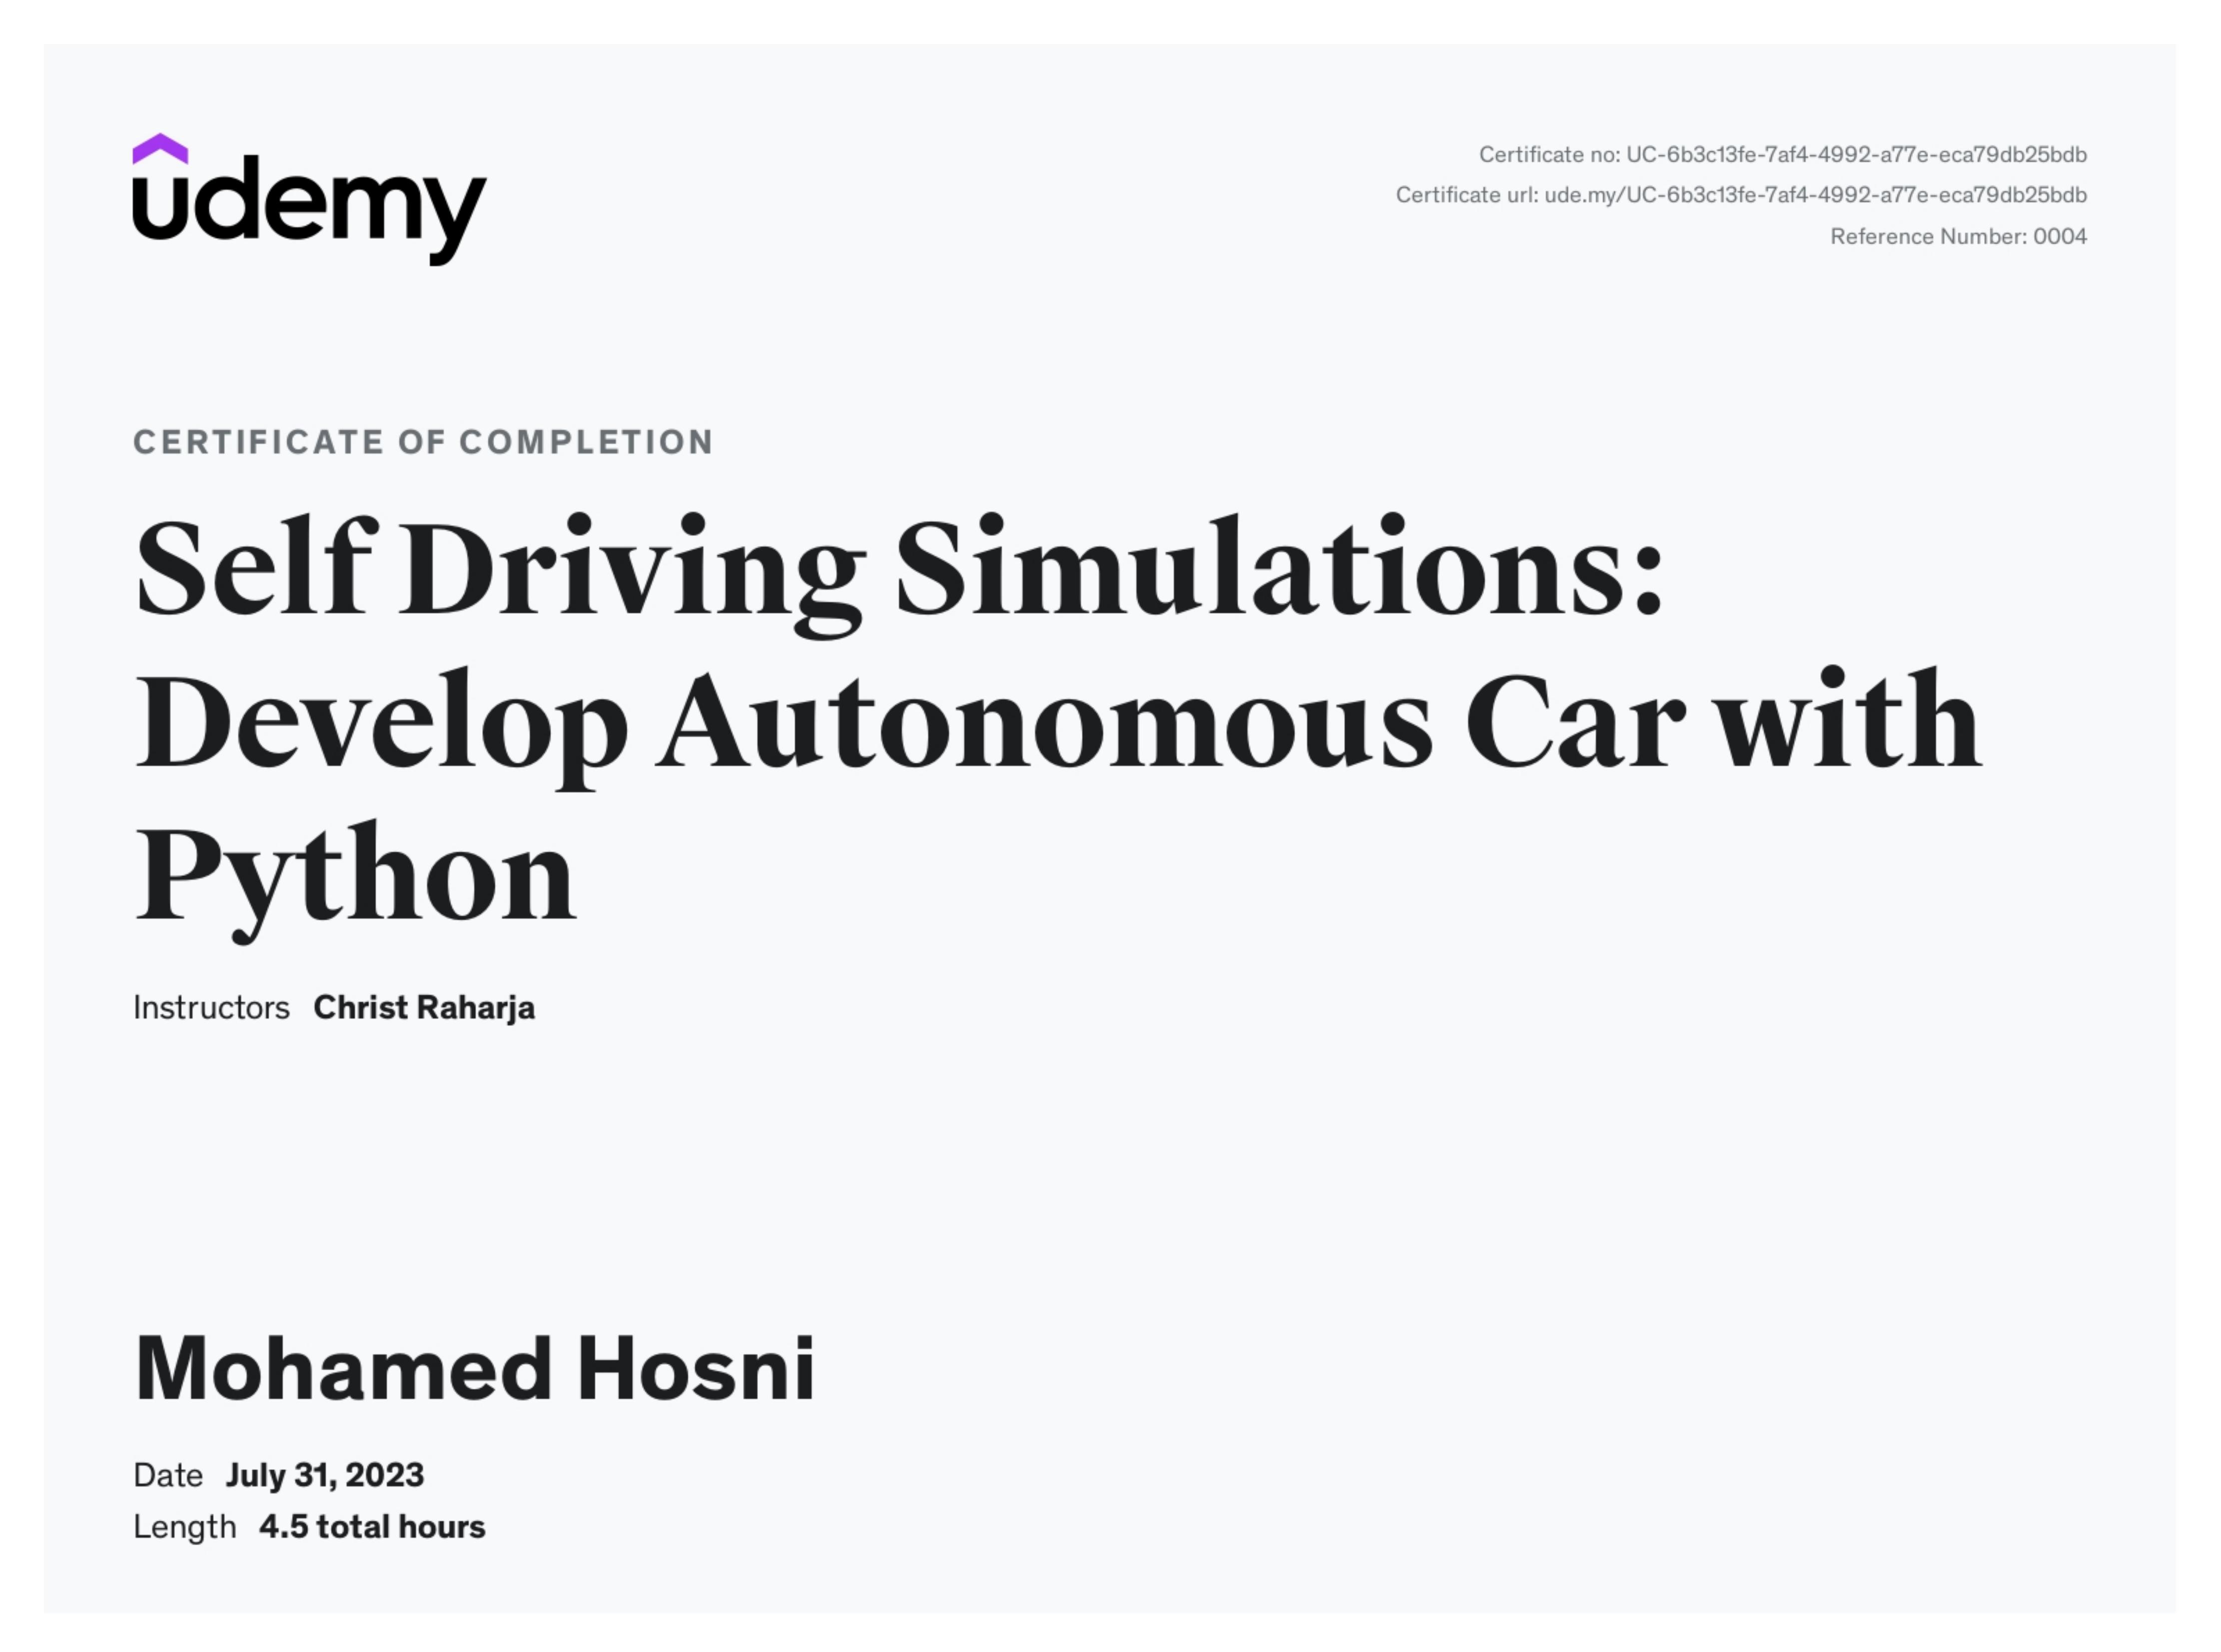 udemy
Certificate no: UC-6b3c13fe-7af4-4992-a77e-eca79db25bdb
Certificate url: ude.my/UC-6b3c13fe-7af4-4992-a77e-eca79db25bdb
Reference Number: 0004
CERTIFICATE OF COMPLETION
Self Driving Simulations:
Develop Autonomous Car with
Python
Instructors Christ Raharja
Mohamed Hosni
Date July 31, 2023
Length 4.5 total hours